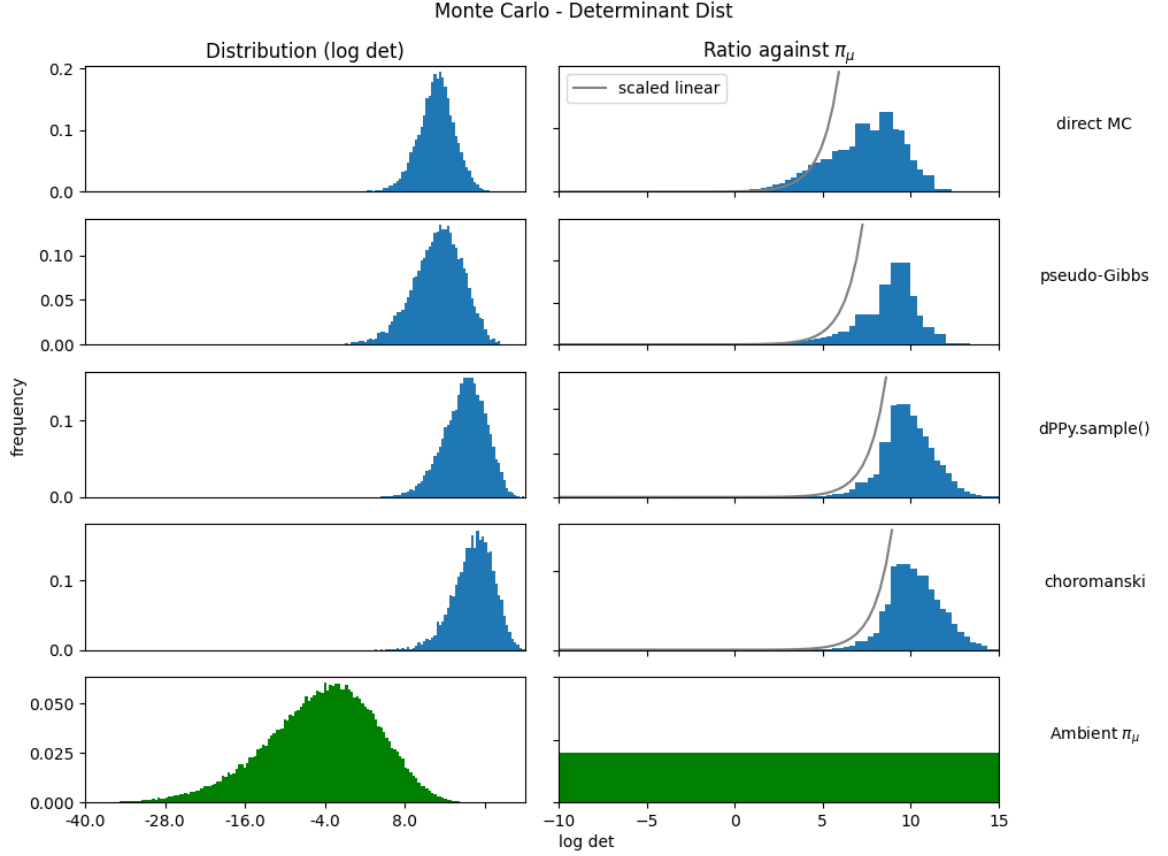 Monte Carlo - Determinant Dist
Distribution (log det)
Ratio against πμ
0.2
0.1
0.0
scaled linear
direct MC
0.10
0.05
0.00
pseudo-Gibbs
frequency
0.1
0.0
dPPy.sample()
0.1
0.0
choromanski
0.050
0.025
0.000
Ambient πμ
-40.0 -28.0 -16.0 -4.0 8.0
−10 −5 0 5 10 15
log det